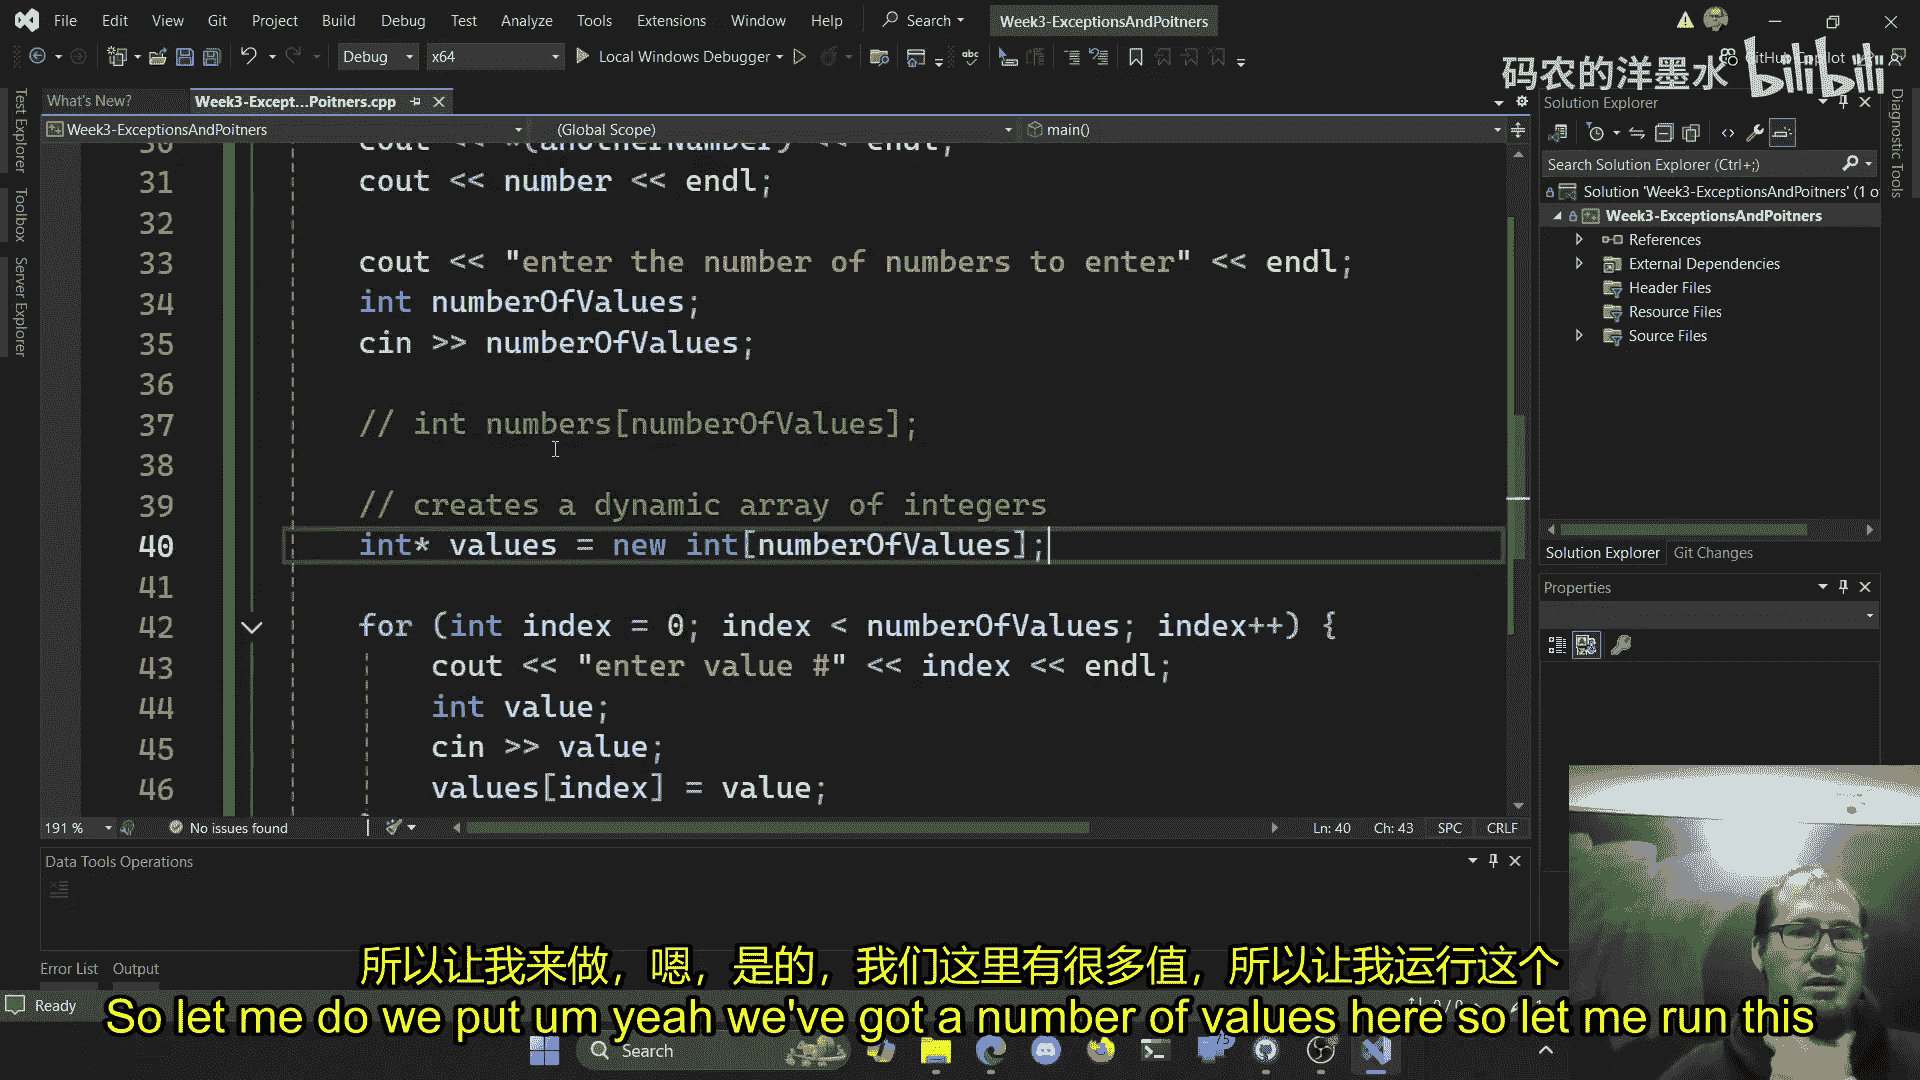 File Edit View Git Project Build Debug Test Analyze Tools Extensions Window Help Search Week3-ExceptionsAndPoitners
Debug x64 Local Windows Debugger
码农的洋墨水 bilibili
What's New? Week3-Except...Poitners.cpp
Week3-ExceptionsAndPoitners (Global Scope) main()
31 cout << number << endl;
32
33 cout << "enter the number of numbers to enter" << endl;
34 int numberOfValues;
35 cin >> numberOfValues;
36
37 // int numbers[numberOfValues];
38
39 // creates a dynamic array of integers
40 int* values = new int[numberOfValues];
41
42 for (int index = 0; index < numberOfValues; index++) {
43 cout << "enter value #" << index << endl;
44 int value;
45 cin >> value;
46 values[index] = value;
191 % No issues found Ln: 40 Ch: 43 SPC CRLF
Test Explorer
Toolbox
Server Explorer
Solution Explorer
Search Solution Explorer (Ctrl+;)
Solution 'Week3-ExceptionsAndPoitners' (1 o
Week3-ExceptionsAndPoitners
References
External Dependencies
Header Files
Resource Files
Source Files
Solution Explorer Git Changes
Properties
Diagnostic Tools
Data Tools Operations
Error List Output
Ready
所以让我来做，嗯，是的，我们这里有很多值，所以让我运行这个
So let me do we put um yeah we've got a number of values here so let me run this
Search